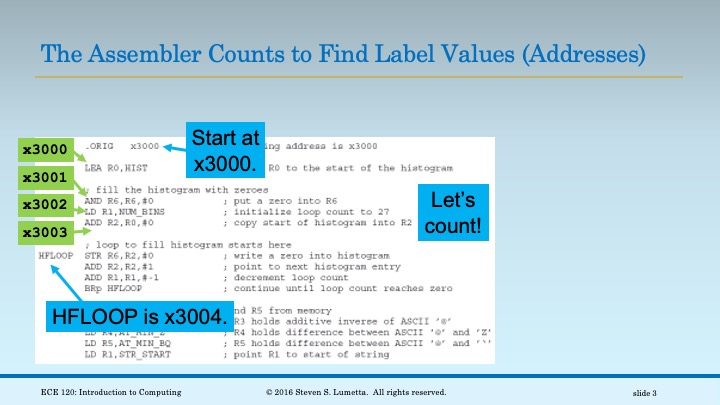 The Assembler Counts to Find Label Values (Addresses)
x3000
x3001
x3002
x3003
Start at
x3000.
Let's
count!
HFLOOP is x3004.
.ORIG x3000 ing address is x3000
LEA R0,HIST R0 to the start of the histogram
; fill the histogram with zeroes
AND R6,R6,#0 ; put a zero into R6
LD R1,NUM_BINS ; initialize loop count to 27
ADD R2,R0,#0 ; copy start of histogram into R2
; loop to fill histogram starts here
HFLOOP STR R6,R2,#0 ; write a zero into histogram
ADD R2,R2,#1 ; point to next histogram entry
ADD R1,R1,#-1 ; decrement loop count
BRp HFLOOP ; continue until loop count reaches zero
nd R5 from memory
R3 holds additive inverse of ASCII '@'
; R4 holds difference between ASCII '@' and 'Z'
LD R5,AT_MIN_BQ ; R5 holds difference between ASCII '@' and '`'
LD R1,STR_START ; point R1 to start of string
ECE 120: Introduction to Computing
© 2016 Steven S. Lumetta. All rights reserved.
slide 3